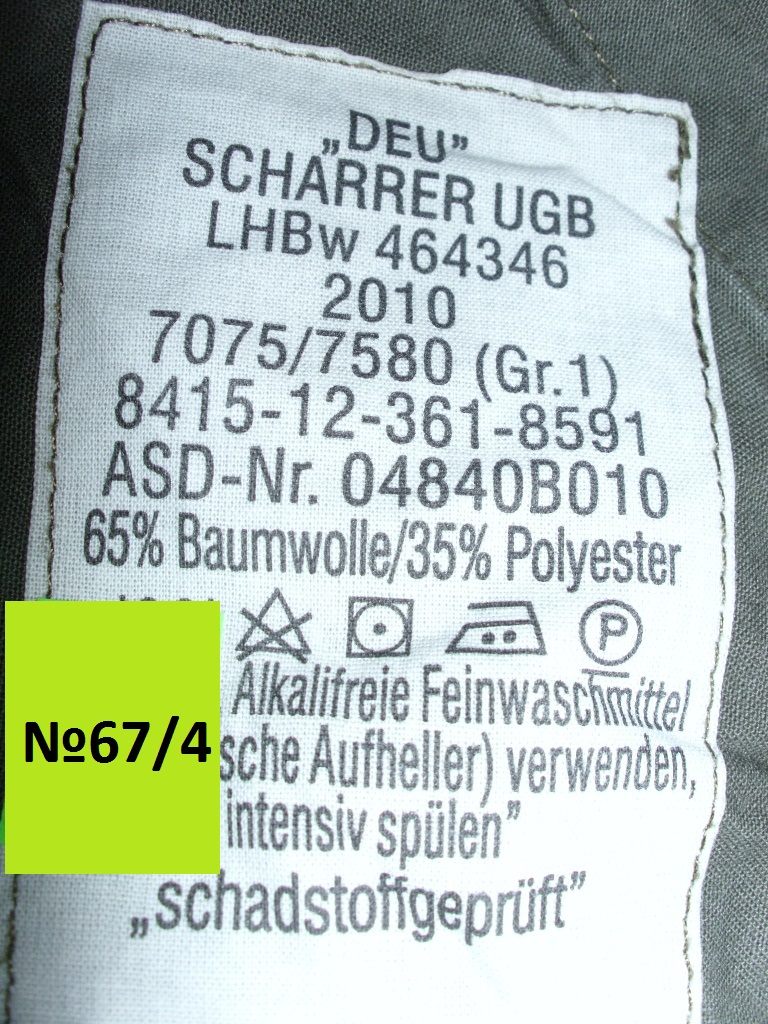 „DEU”
SCHARRER UGB
LHBw 464346
2010
7075/7580 (Gr.1)
8415-12-361-8591
ASD-Nr. 04840B010
65% Baumwolle/35% Polyester
P
Alkalifreie Feinwaschmittel
sche Aufheller) verwenden,
intensiv spülen”
„schadstoffgeprüft”
№67/4